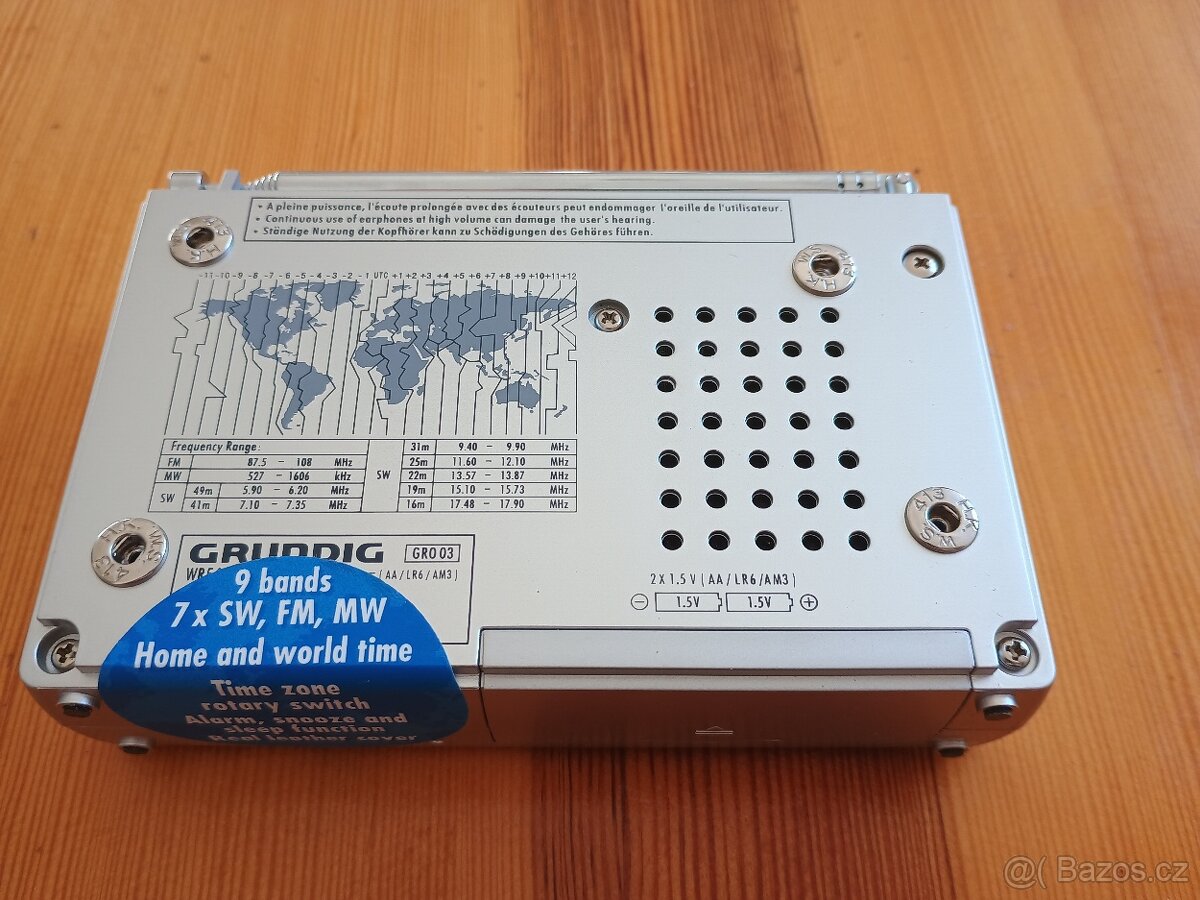 • A pleine puissance, l'écoute prolongée avec des écouteurs peut endommager l'oreille de l'utilisateur.
• Continuous use of earphones at high volume can damage the user's hearing.
• Ständige Nutzung der Kopfhörer kann zu Schädigungen des Gehöres führen.
-11 -10 -9 -8 -7 -6 -5 -4 -3 -2 -1 UTC +1 +2 +3 +4 +5 +6 +7 +8 +9 +10 +11 +12
Frequency Range:
FM 87.5 - 108 MHz
MW 527 - 1606 kHz
SW 49m 5.90 - 6.20 MHz
41m 7.10 - 7.35 MHz
SW 31m 9.40 - 9.90 MHz
25m 11.60 - 12.10 MHz
22m 13.57 - 13.87 MHz
19m 15.10 - 15.73 MHz
16m 17.48 - 17.90 MHz
GRUNDIG GRO 03
(AA/LR6/AM3)
2 X 1.5 V (AA/LR6/AM3)
1.5V 1.5V
9 bands
7 x SW, FM, MW
Home and world time
Time zone
rotary switch
Alarm, snooze and
sleep function
Real leather cover
W.S 413 H.K
413 H.K. W.S
413 H.K W.S
@( Bazos.cz